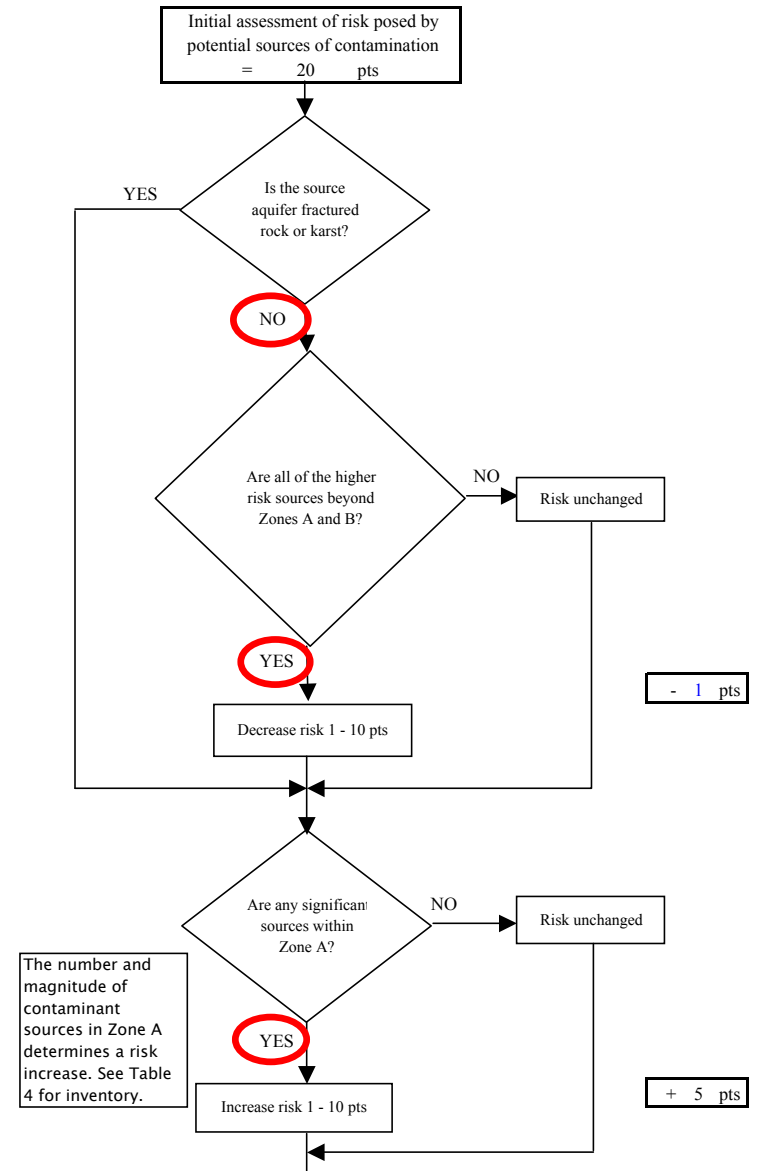 Initial assessment of risk posed by
potential sources of contamination
= 20 pts
YES
Is the source
aquifer fractured
rock or karst?
NO
Are all of the higher
risk sources beyond
Zones A and B?
NO
Risk unchanged
YES
- 1 pts
Decrease risk 1 - 10 pts
Are any significant
sources within
Zone A?
NO
Risk unchanged
The number and
magnitude of
contaminant
sources in Zone A
determines a risk
increase. See Table
4 for inventory.
YES
Increase risk 1 - 10 pts
+ 5 pts